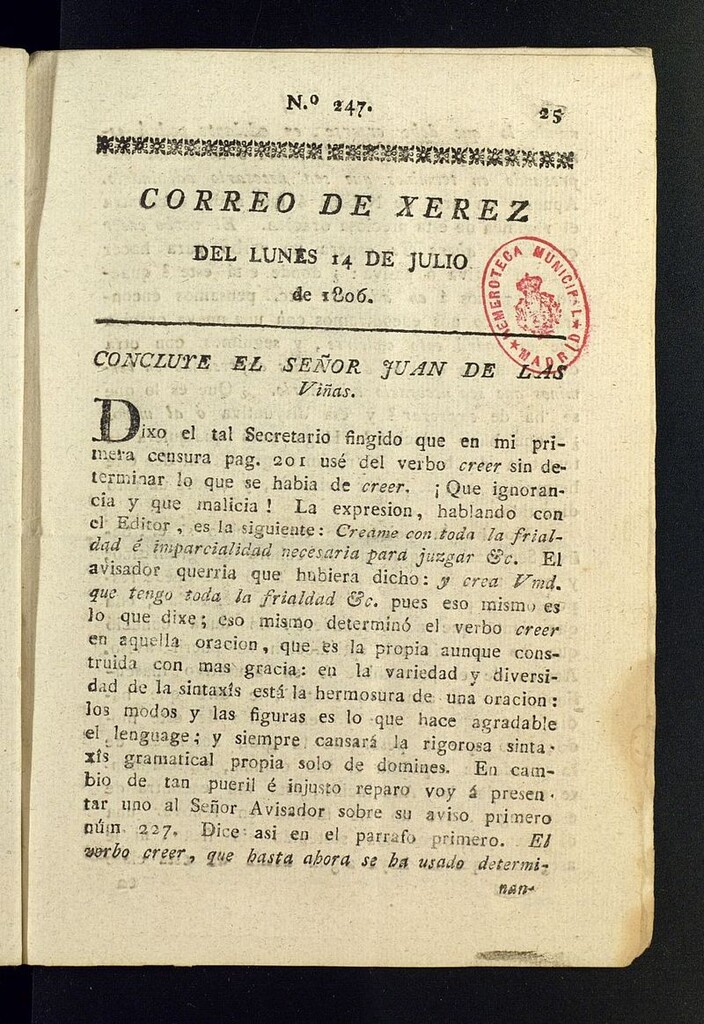 N.º 247.
25
CORREO DE XEREZ
DEL LUNES 14 DE JULIO
de 1806.
HEMEROTECA MUNICIPAL
★ MADRID ★
CONCLUYE EL SEÑOR JUAN DE LAS
Viñas.
Dixo el tal Secretario fingido que en mi pri-
mera censura pag. 201 usé del verbo creer sin de-
terminar lo que se habia de creer. ¡Que ignoran-
cia y que malicia! La expresion, hablando con
el Editor, es la siguiente: Creame con toda la frial-
dad é imparcialidad necesaria para juzgar &c. El
avisador querria que hubiera dicho: y crea Vmd.
que tengo toda la frialdad &c. pues eso mismo es
lo que dixe; eso mismo determinó el verbo creer
en aquella oracion, que es la propia aunque cons-
truida con mas gracia: en la variedad y diversi-
dad de la sintaxîs está la hermosura de una oracion:
los modos y las figuras es lo que hace agradable
el lenguage; y siempre cansará la rigorosa sinta-
xîs gramatical propia solo de domines. En cam-
bio de tan pueril é injusto reparo voy á presen-
tar uno al Señor Avisador sobre su aviso primero
núm. 227. Dice asi en el parrafo primero. El
verbo creer, que hasta ahora se ha usado determi-
nan-